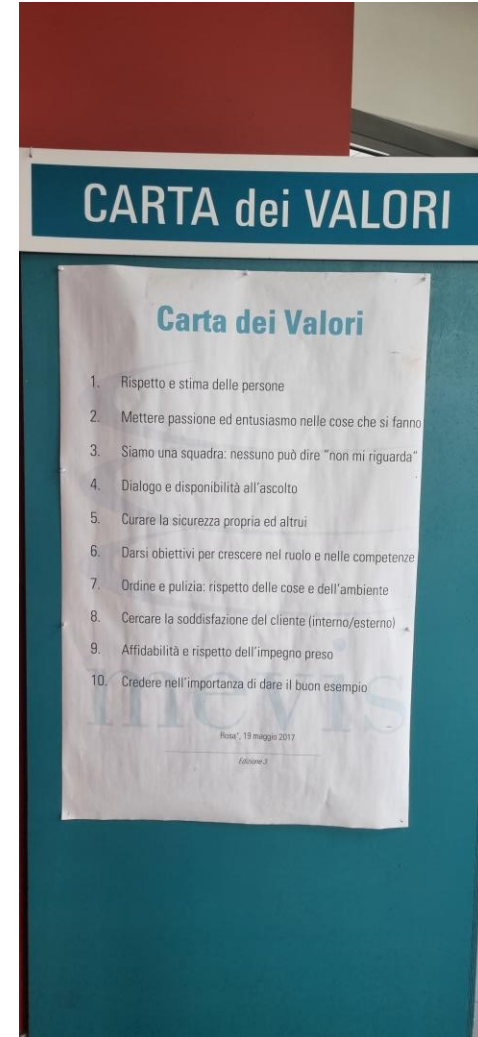 CARTA dei VALORI
Carta dei Valori
1. Rispetto e stima delle persone
2. Mettere passione ed entusiasmo nelle cose che si fanno
3. Siamo una squadra: nessuno può dire "non mi riguarda"
4. Dialogo e disponibilità all'ascolto
5. Curare la sicurezza propria ed altrui
6. Darsi obiettivi per crescere nel ruolo e nelle competenze
7. Ordine e pulizia: rispetto delle cose e dell'ambiente
8. Cercare la soddisfazione del cliente (interno/esterno)
9. Affidabilità e rispetto dell'impegno preso
10. Credere nell'importanza di dare il buon esempio
mevis
Rosa', 19 maggio 2017
Edizione 3